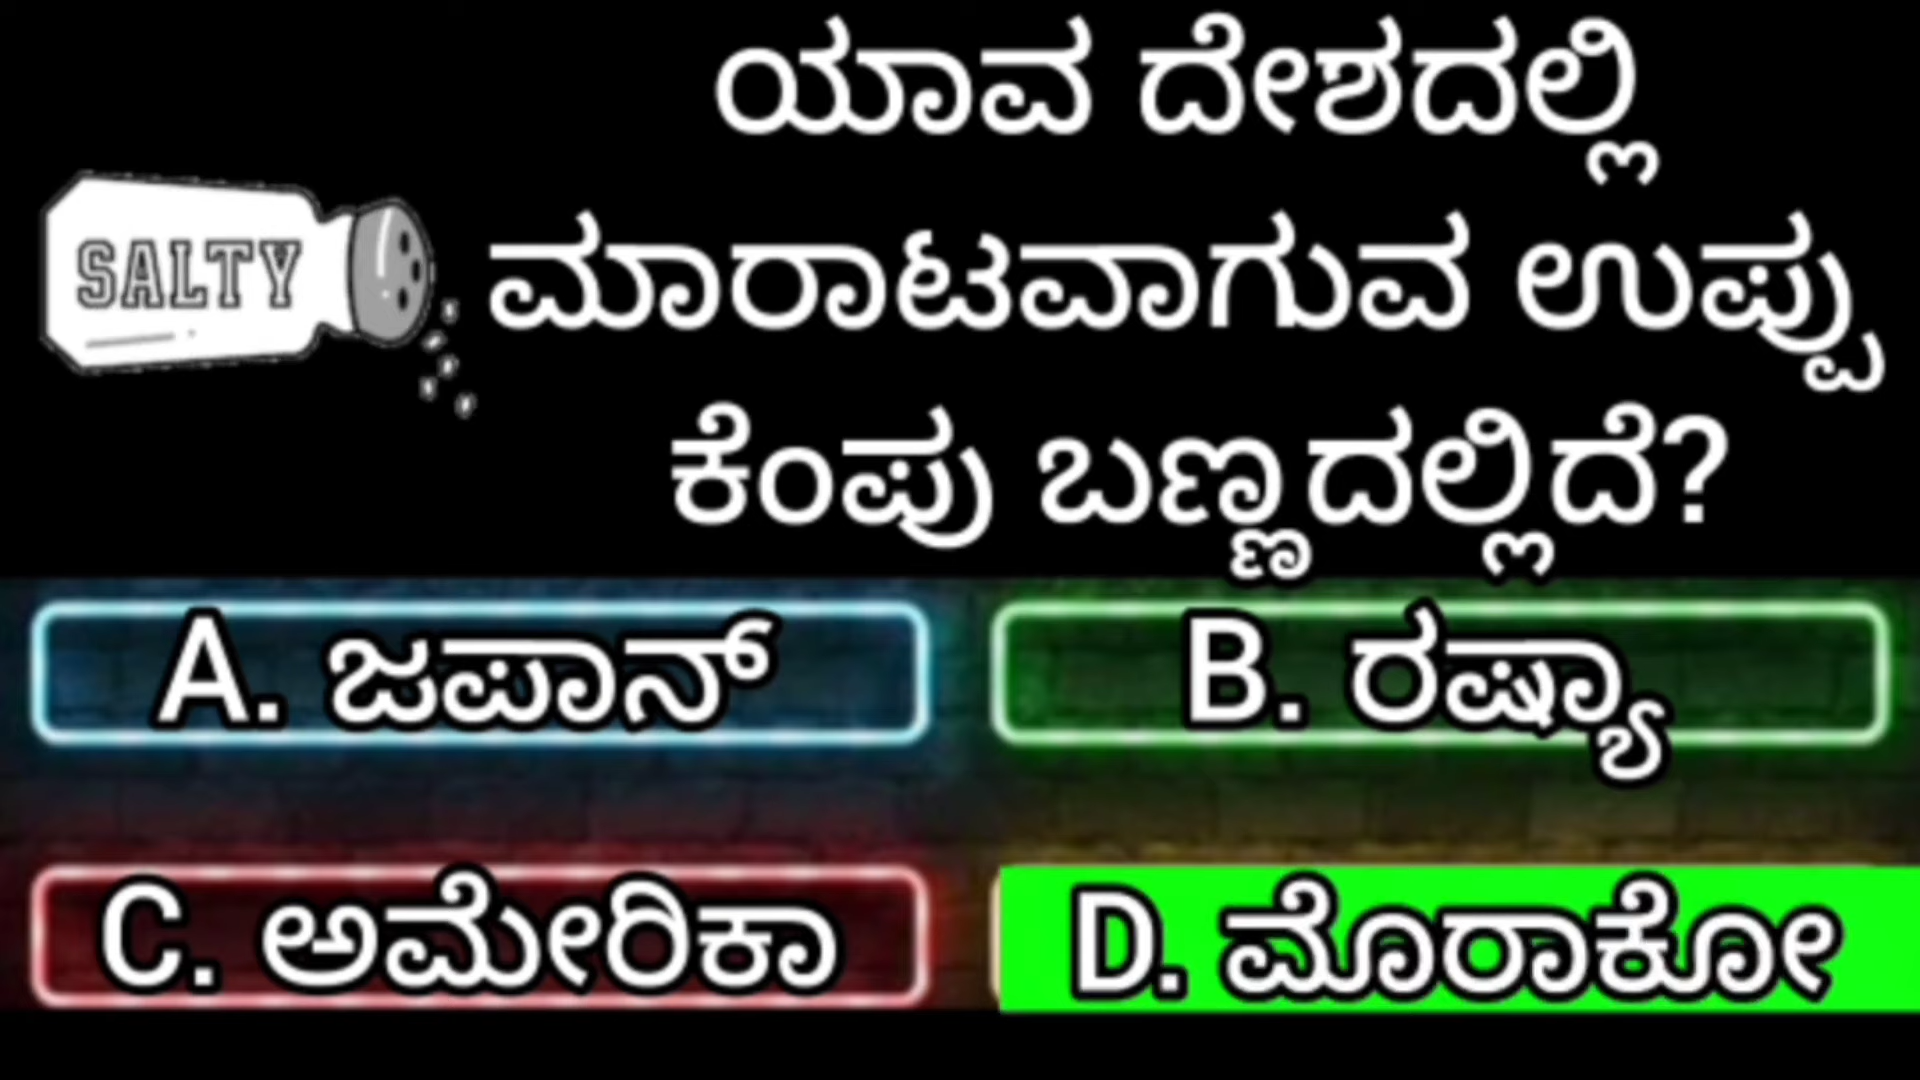 ಯಾವ ದೇಶದಲ್ಲಿ
SALTY
ಮಾರಾಟವಾಗುವ ಉಪ್ಪು
ಕೆಂಪು ಬಣ್ಣದಲ್ಲಿದೆ?
A. ಜಪಾನ್
B. ರಷ್ಯಾ
C. ಅಮೇರಿಕಾ
D. ಮೊರಾಕೋ